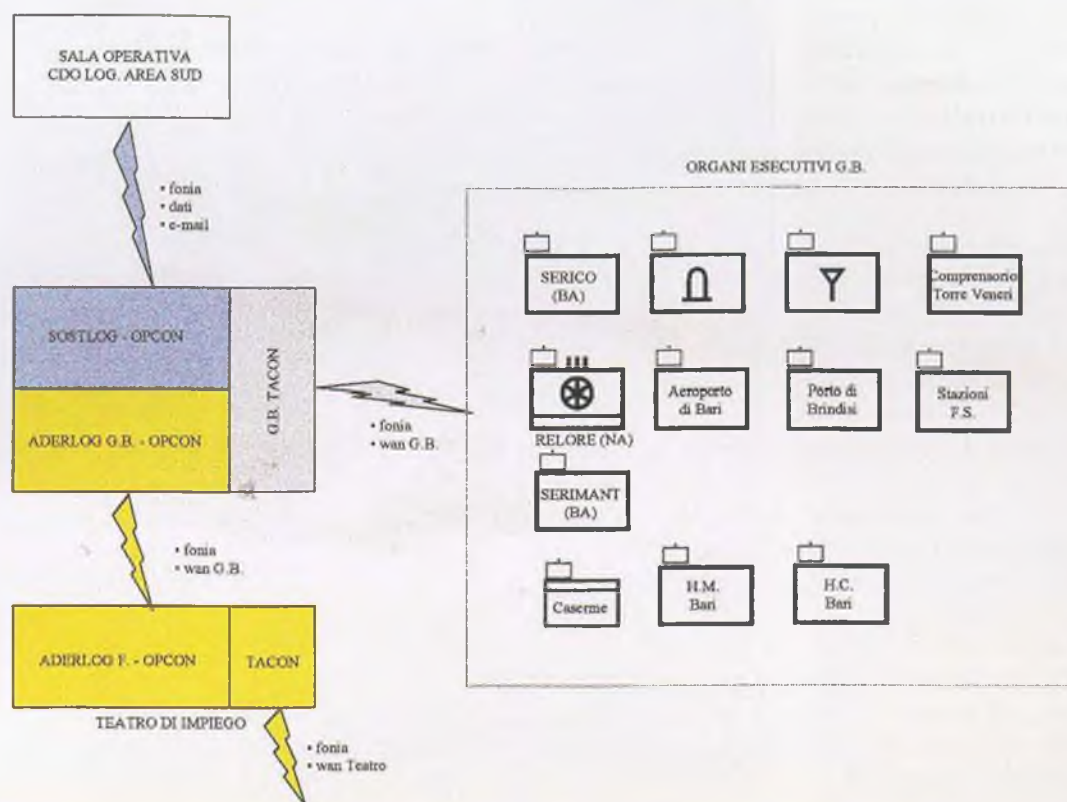 SALA OPERATIVA
CDO LOG. AREA SUD
• fonia
• dati
• e-mail
SOSTLOG - OPCON
ADERLOG G.B. - OPCON
G.B. TACON
• fonia
• wan G.B.
• fonia
• wan G.B.
ADERLOG F. - OPCON
TACON
TEATRO DI IMPIEGO
• fonia
• wan Teatro
ORGANI ESECUTIVI G.B.
SERICO
(BA)
Comprensorio
Torre Veneri
RELORE (NA)
Aeroporto
di Bari
Porto di
Brindisi
Stazioni
F.S.
SERIMANT
(BA)
Caserme
H.M.
Bari
H.C.
Bari